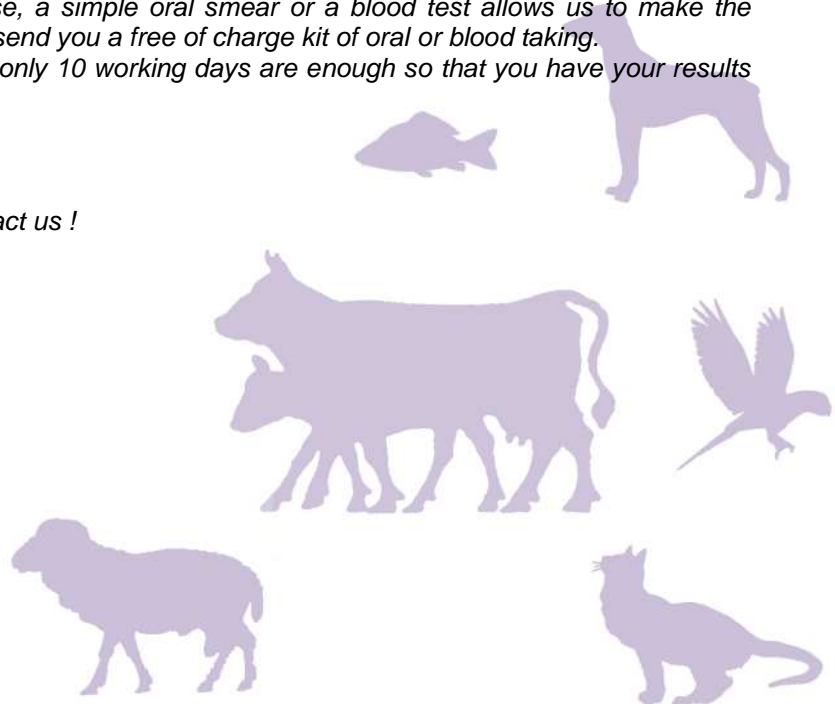 se, a simple oral smear or a blood test allows us to make the
send you a free of charge kit of oral or blood taking.
only 10 working days are enough so that you have your results
act us !